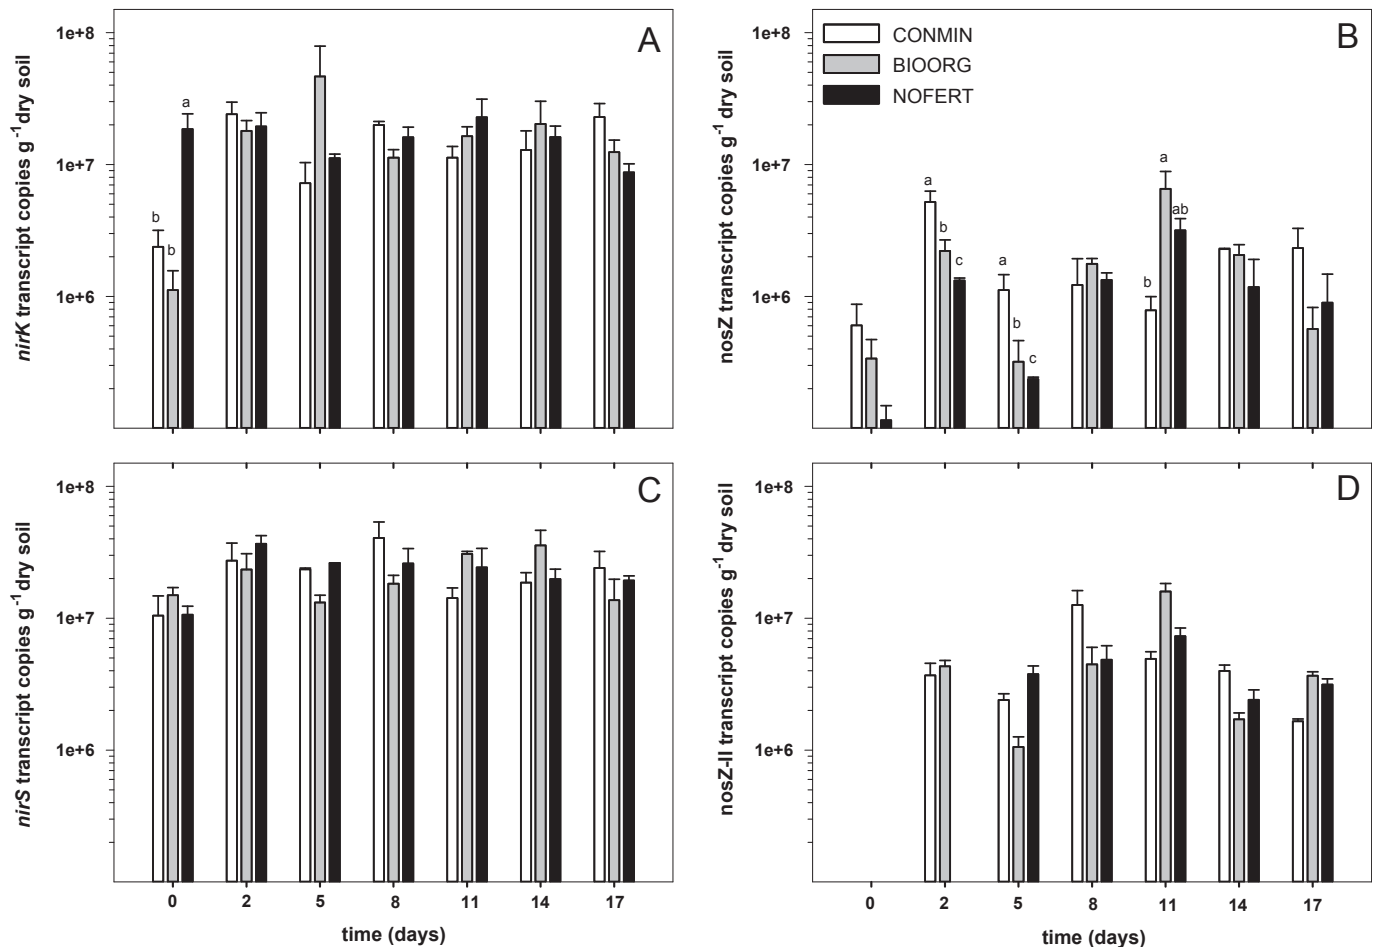 A
nirK transcript copies g⁻¹ dry soil
1e+8
1e+7
1e+6
b
b
a
B
nosZ transcript copies g⁻¹ dry soil
1e+8
1e+7
1e+6
CONMIN
BIOORG
NOFERT
a
b
c
a
b
c
b
a
ab
C
nirS transcript copies g⁻¹ dry soil
1e+8
1e+7
1e+6
0 2 5 8 11 14 17
time (days)
D
nosZ-II transcript copies g⁻¹ dry soil
1e+8
1e+7
1e+6
0 2 5 8 11 14 17
time (days)